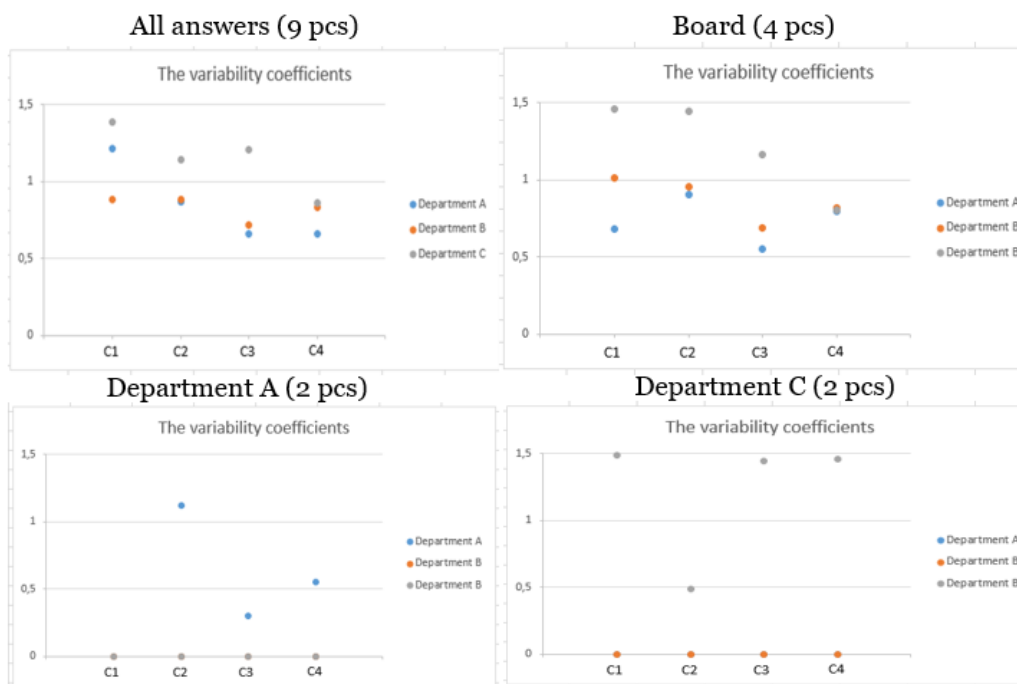 All answers (9 pcs)
The variability coefficients
1,5
1
0,5
0
C1 C2 C3 C4
Department A
Department B
Department C
Board (4 pcs)
The variability coefficients
1,5
1
0,5
0
C1 C2 C3 C4
Department A
Department B
Department B
Department A (2 pcs)
The variability coefficients
1,5
1
0,5
0
C1 C2 C3 C4
Department A
Department B
Department B
Department C (2 pcs)
The variability coefficients
1,5
1
0,5
0
C1 C2 C3 C4
Department A
Department B
Department B